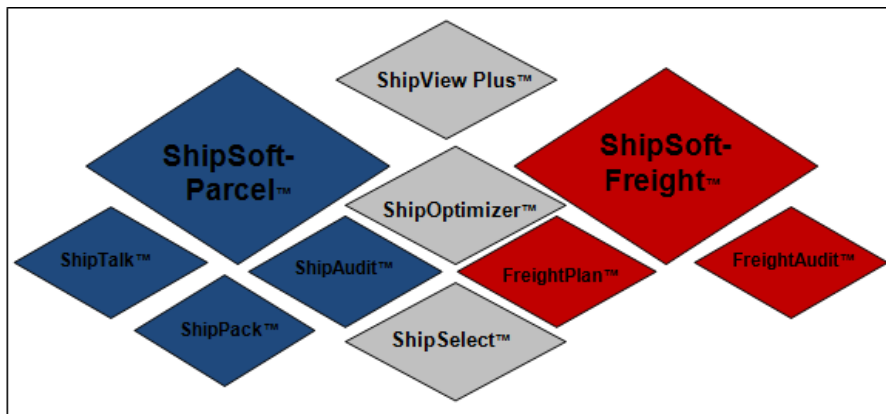 ShipView Plus™
ShipSoft-
Parcel™
ShipSoft-
Freight™
ShipOptimizer™
ShipTalk™
ShipAudit™
FreightPlan™
FreightAudit™
ShipPack™
ShipSelect™